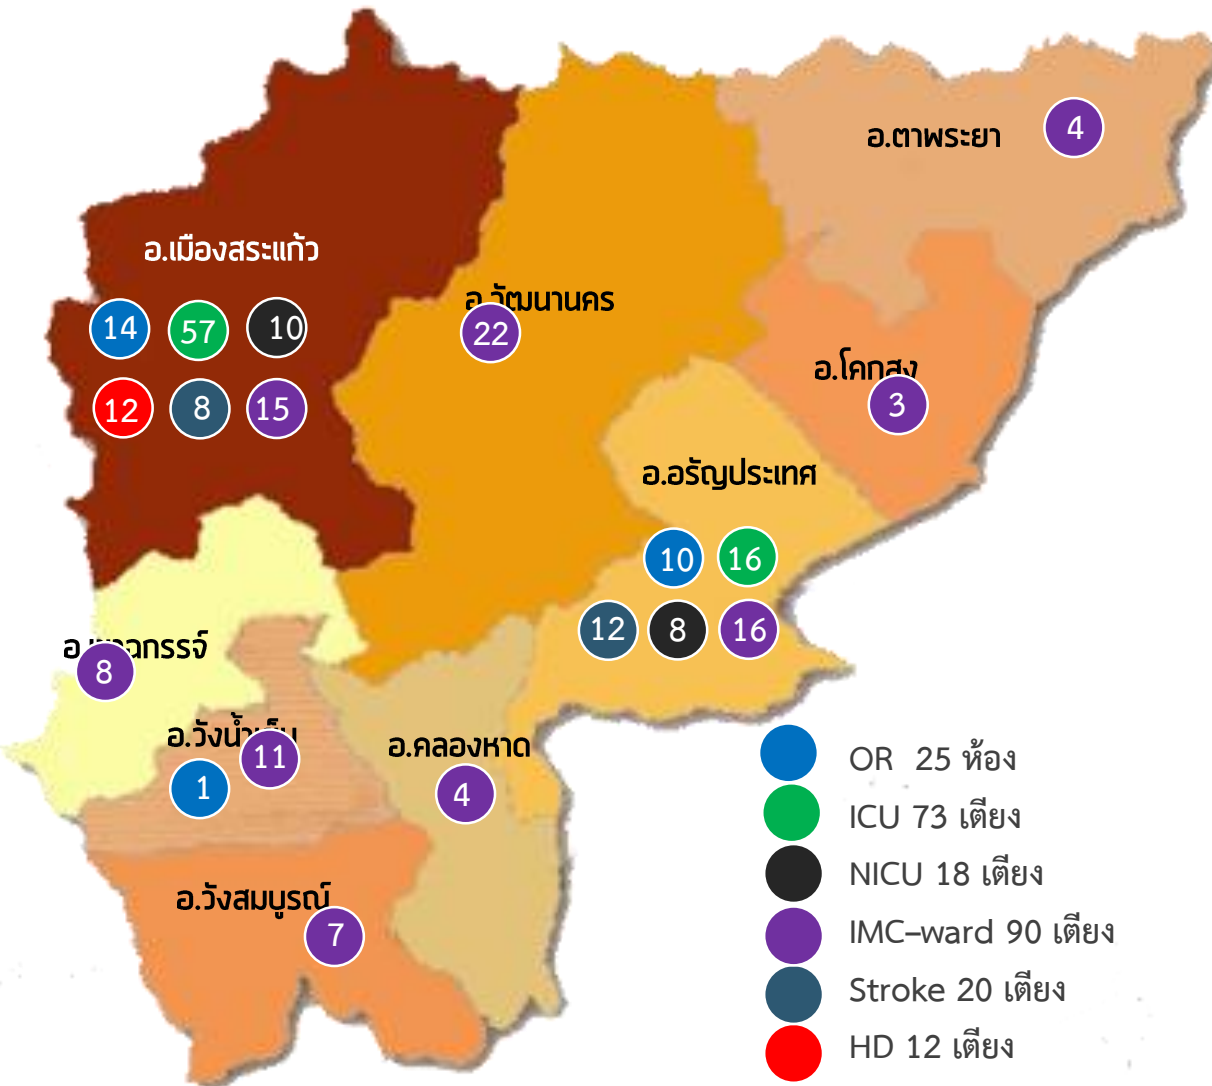 อ.ตาพระยา 4
อ.เมืองสระแก้ว
14 57 10
12 8 15
อ.วัฒนานคร
22
อ.โคกสูง
3
อ.อรัญประเทศ
10 16
12 8 16
8
11
1
อ.คลองหาด
4
อ.วังสมบูรณ์
7
OR 25 ห้อง
ICU 73 เตียง
NICU 18 เตียง
IMC-ward 90 เตียง
Stroke 20 เตียง
HD 12 เตียง